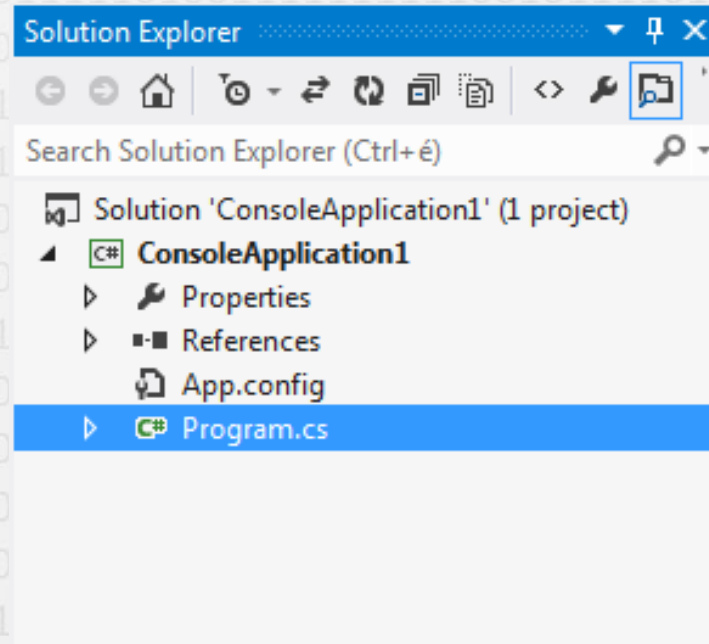 Solution Explorer
Search Solution Explorer (Ctrl+é)
Solution 'ConsoleApplication1' (1 project)
C# ConsoleApplication1
Properties
References
App.config
C# Program.cs